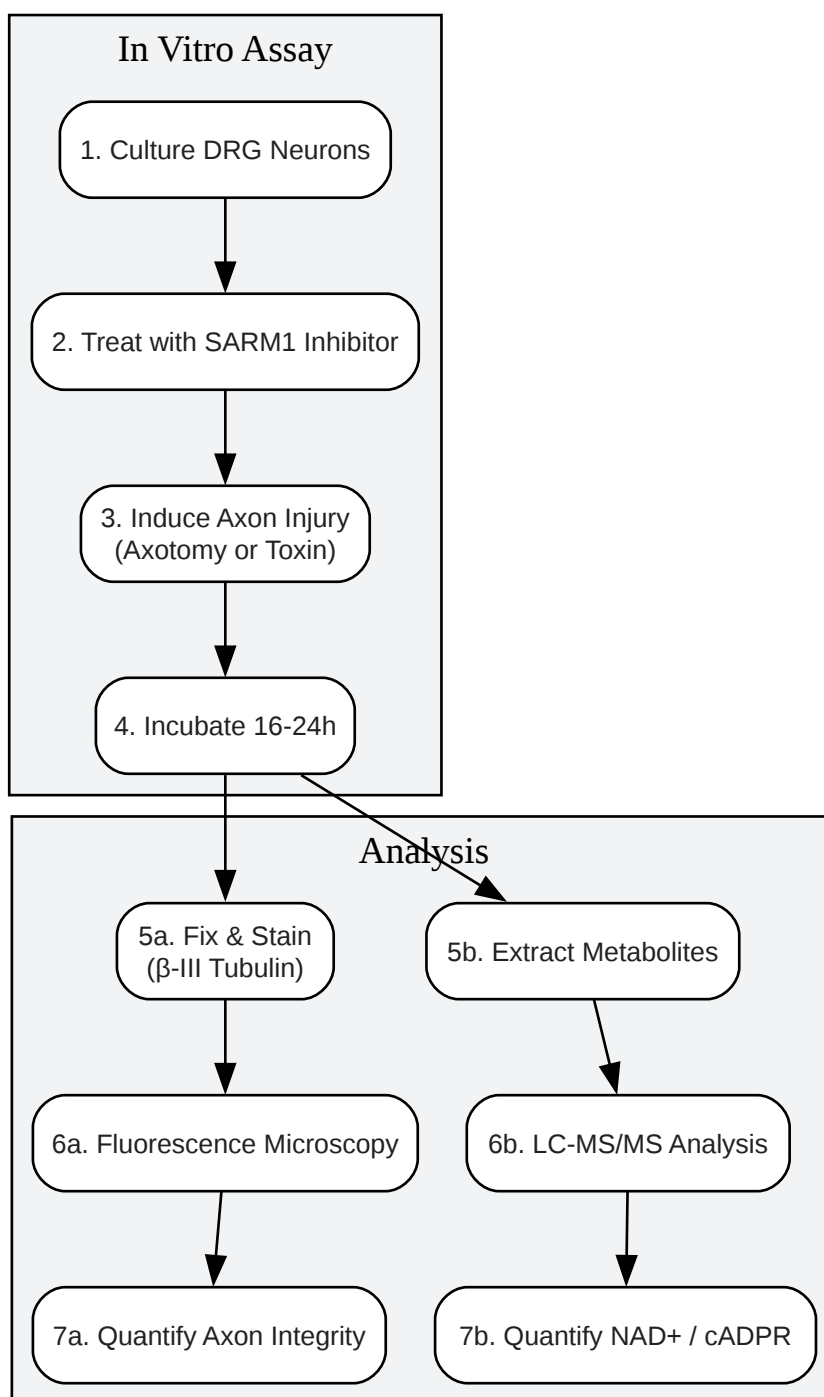 In Vitro Assay
1. Culture DRG Neurons
2. Treat with SARM1 Inhibitor
3. Induce Axon Injury
(Axotomy or Toxin)
4. Incubate 16-24h
Analysis
5a. Fix & Stain
(β-III Tubulin)
5b. Extract Metabolites
6a. Fluorescence Microscopy
6b. LC-MS/MS Analysis
7a. Quantify Axon Integrity
7b. Quantify NAD+ / cADPR